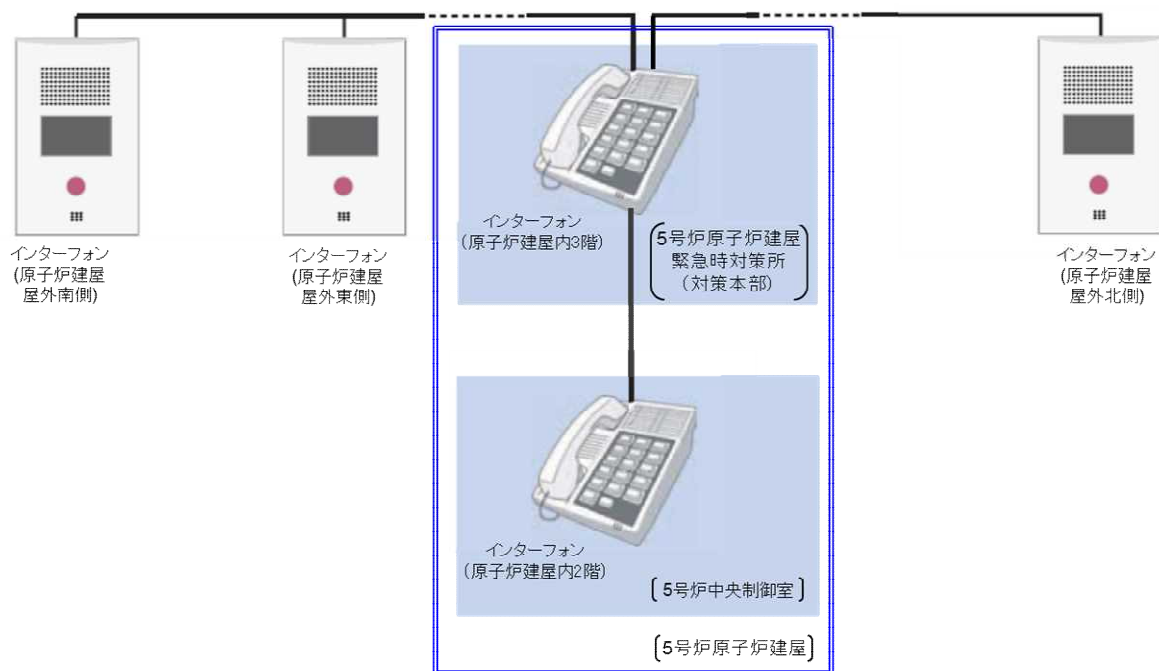 インターフォン
(原子炉建屋
屋外南側)
インターフォン
(原子炉建屋
屋外東側)
インターフォン
(原子炉建屋内3階)
5号炉原子炉建屋
緊急時対策所
(対策本部)
インターフォン
(原子炉建屋
屋外北側)
インターフォン
(原子炉建屋内2階)
5号炉中央制御室
5号炉原子炉建屋